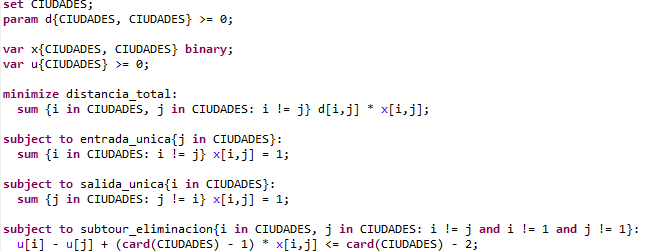 set CIUDADES;
param d{CIUDADES, CIUDADES} >= 0;
var x{CIUDADES, CIUDADES} binary;
var u{CIUDADES} >= 0;
minimize distancia_total:
sum {i in CIUDADES, j in CIUDADES: i != j} d[i,j] * x[i,j];
subject to entrada_unica{j in CIUDADES}:
sum {i in CIUDADES: i != j} x[i,j] = 1;
subject to salida_unica{i in CIUDADES}:
sum {j in CIUDADES: j != i} x[i,j] = 1;
subject to subtour_eliminacion{i in CIUDADES, j in CIUDADES: i != j and i != 1 and j != 1}:
u[i] - u[j] + (card(CIUDADES) - 1) * x[i,j] <= card(CIUDADES) - 2;